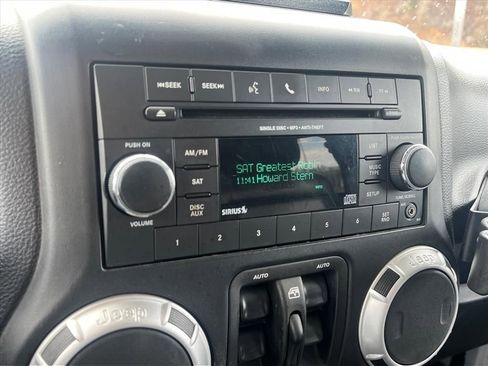 SEEK SEEK INFO
SINGLE DISC • MP3 • ANTI-THEFT
PUSH ON
AM/FM
LIST
SAT Greatest Robin
SAT
11:41 Howard Stern
MUSIC TYPE
SETUP
VOLUME
DISC AUX
SIRIUS
SET RND
1 2 3 4 5 6
AUTO AUTO
Jeep Jeep